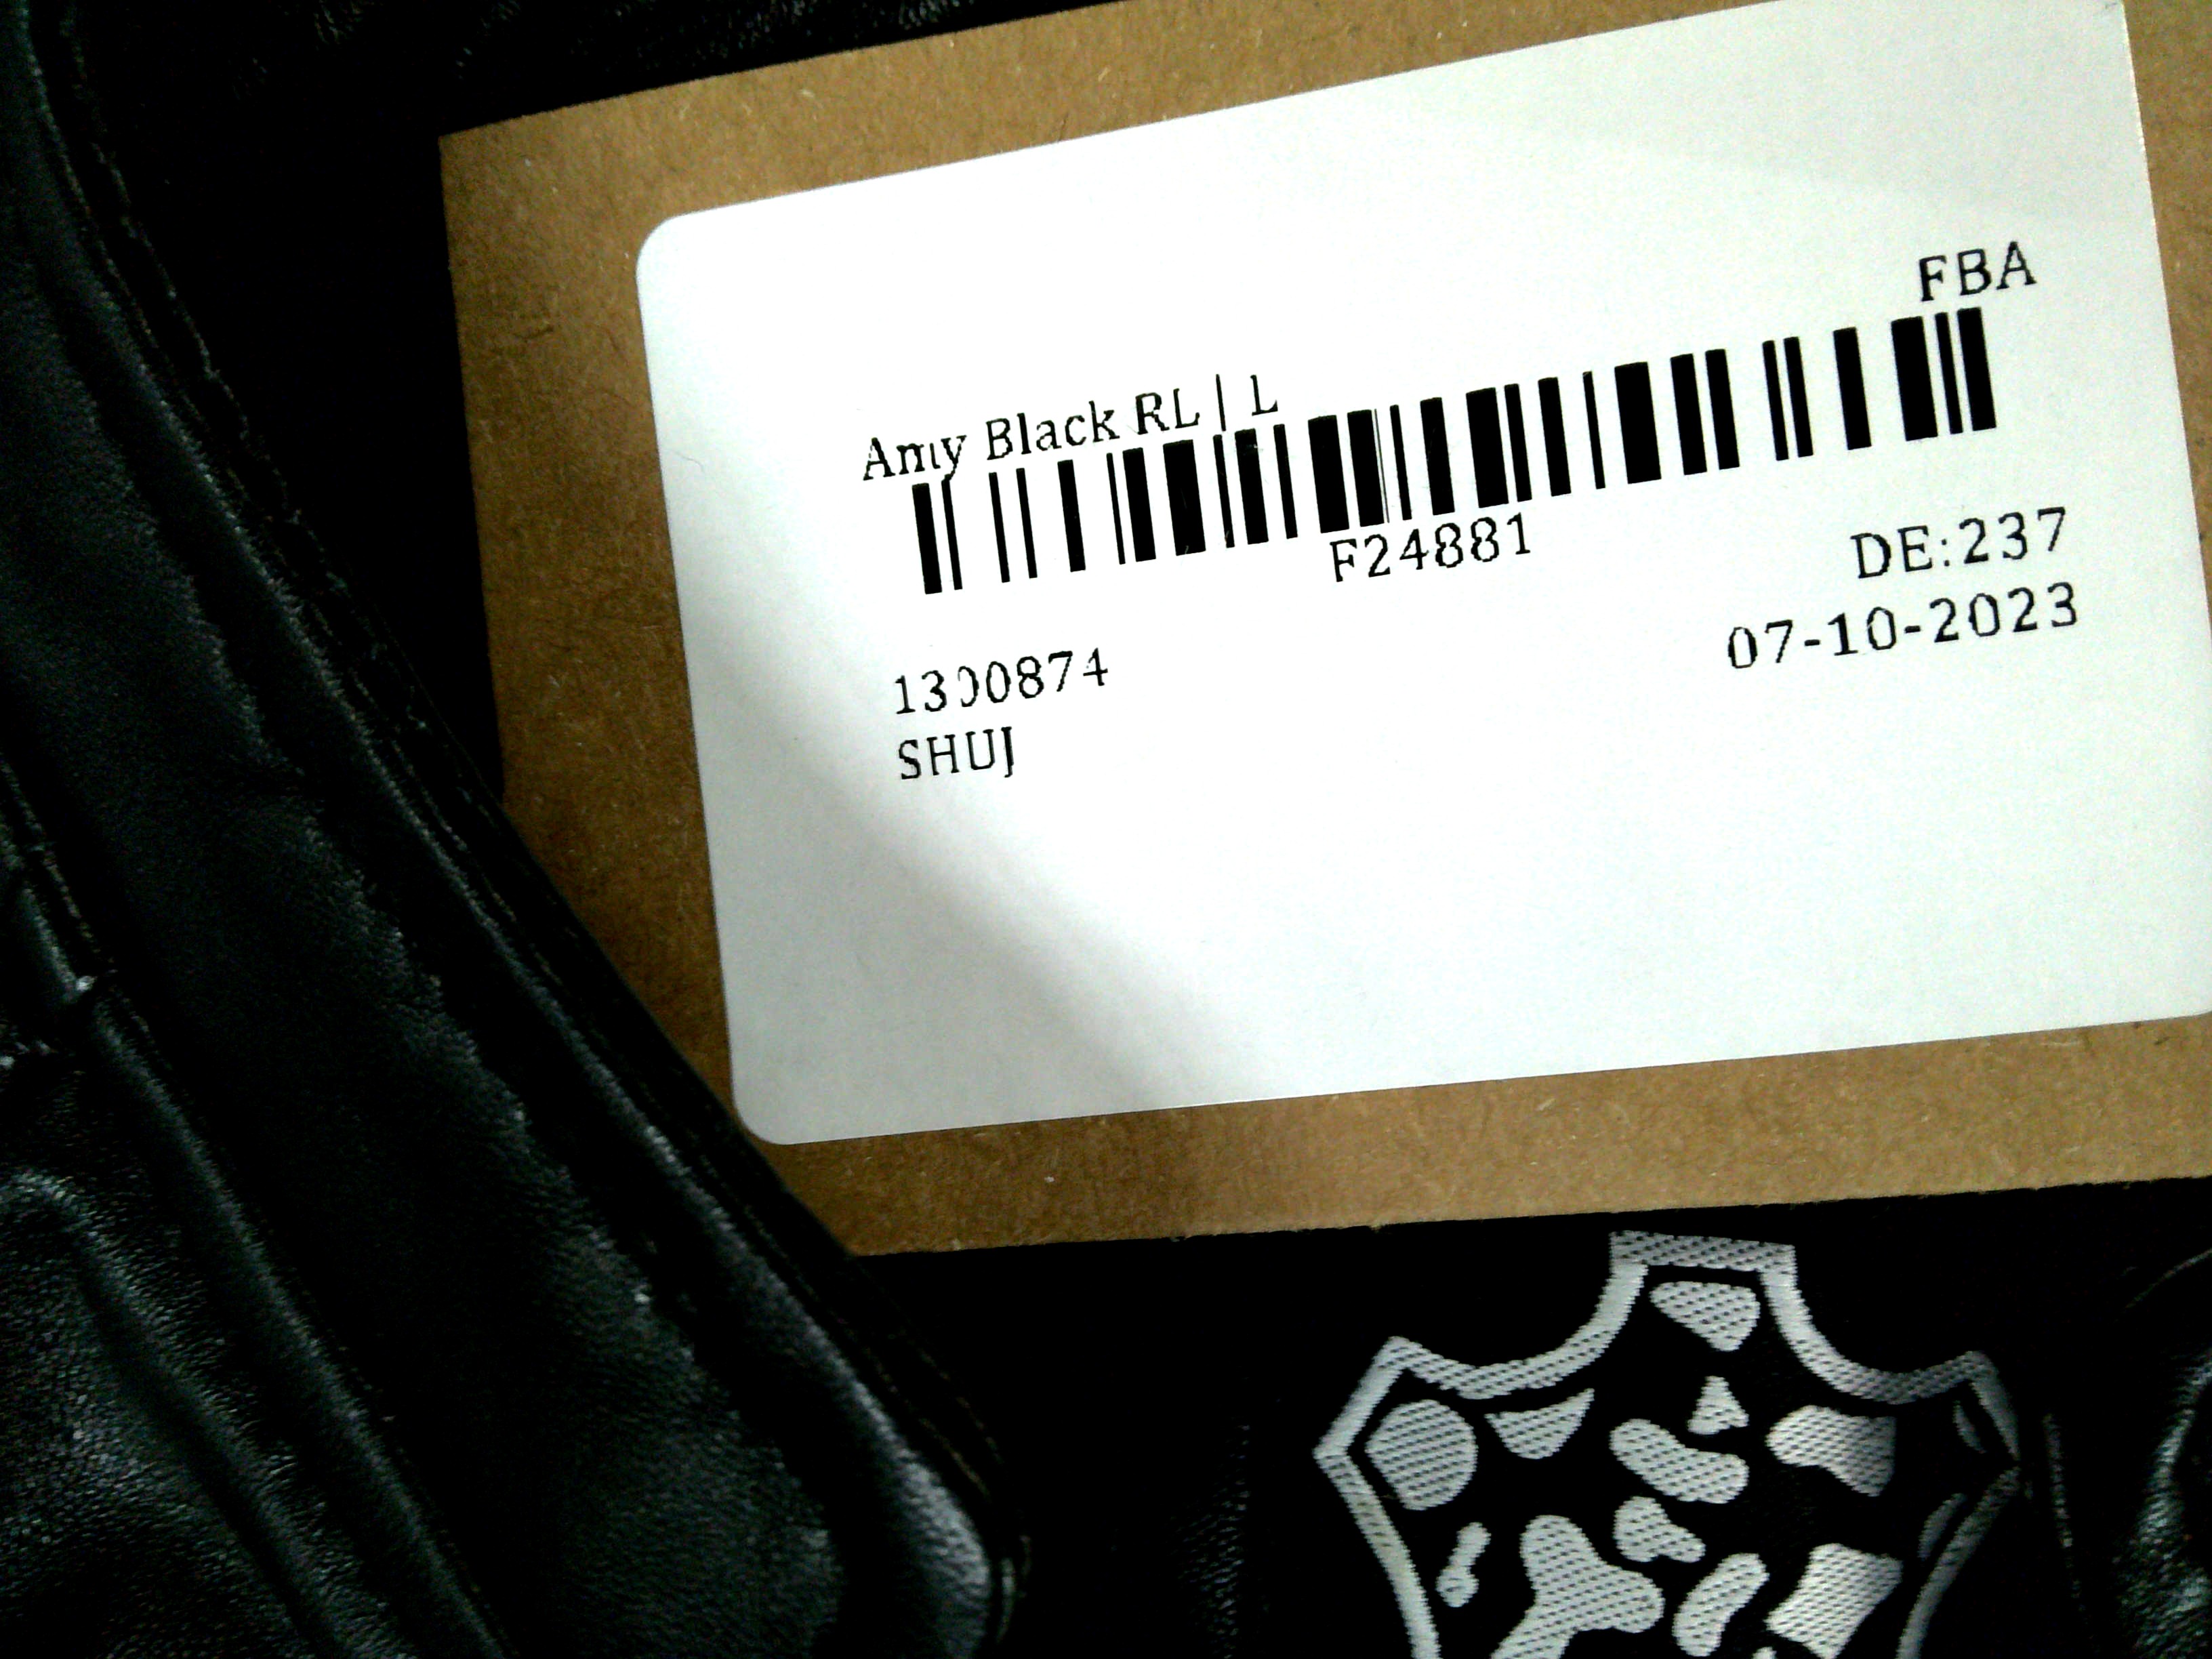 FBA
Amy Black RL | L
F24881
DE:237
1300874
07-10-2023
SHUJ